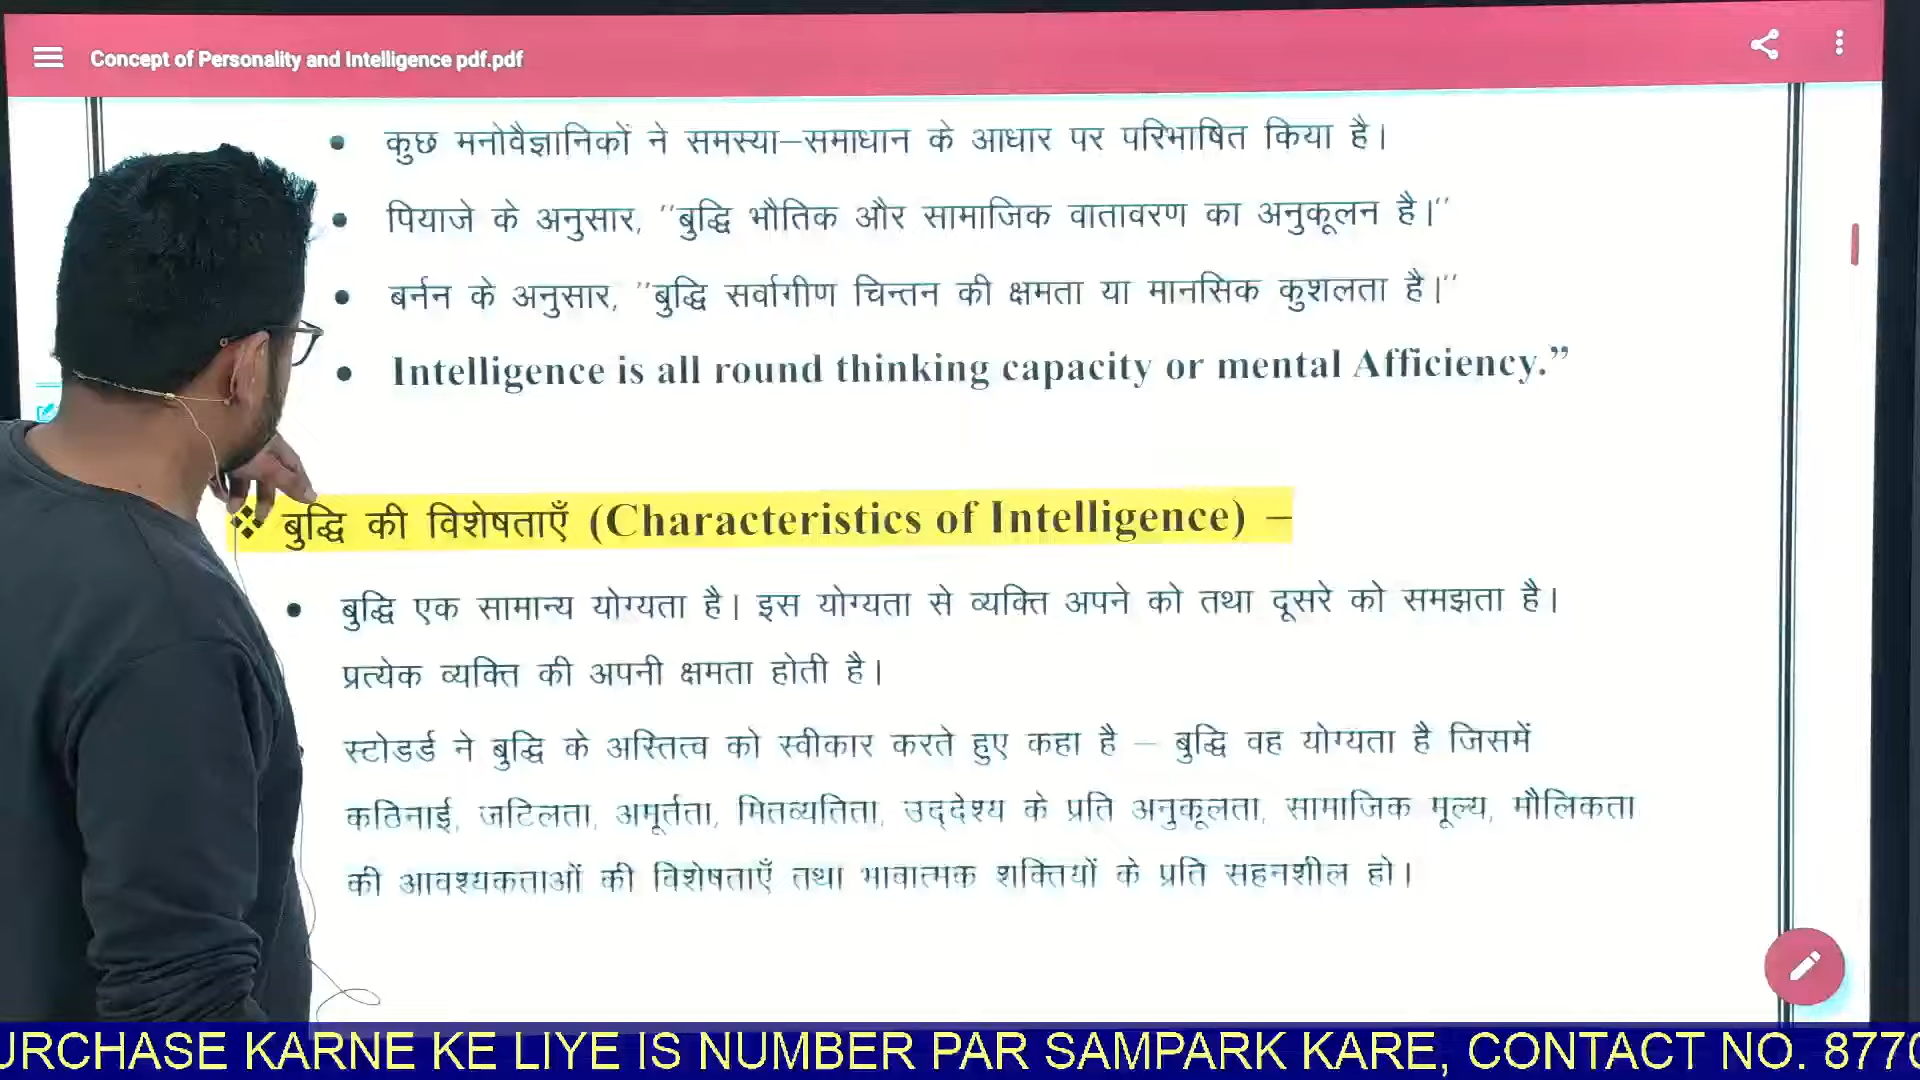 Concept of Personality and Intelligence pdf.pdf
• कुछ मनोवैज्ञानिकों ने समस्या–समाधान के आधार पर परिभाषित किया है।
• पियाजे के अनुसार, ''बुद्धि भौतिक और सामाजिक वातावरण का अनुकूलन है।''
• बर्नन के अनुसार, ''बुद्धि सर्वागीण चिन्तन की क्षमता या मानसिक कुशलता है।''
• Intelligence is all round thinking capacity or mental Afficiency.”
❖ बुद्धि की विशेषताएँ (Characteristics of Intelligence) –
• बुद्धि एक सामान्य योग्यता है। इस योग्यता से व्यक्ति अपने को तथा दूसरे को समझता है।
प्रत्येक व्यक्ति की अपनी क्षमता होती है।
स्टोडर्ड ने बुद्धि के अस्तित्व को स्वीकार करते हुए कहा है – बुद्धि वह योग्यता है जिसमें
कठिनाई, जटिलता, अमूर्तता, मितव्यतिता, उद्देश्य के प्रति अनुकूलता, सामाजिक मूल्य, मौलिकता
की आवश्यकताओं की विशेषताएँ तथा भावात्मक शक्तियों के प्रति सहनशील हो।
URCHASE KARNE KE LIYE IS NUMBER PAR SAMPARK KARE, CONTACT NO. 8770